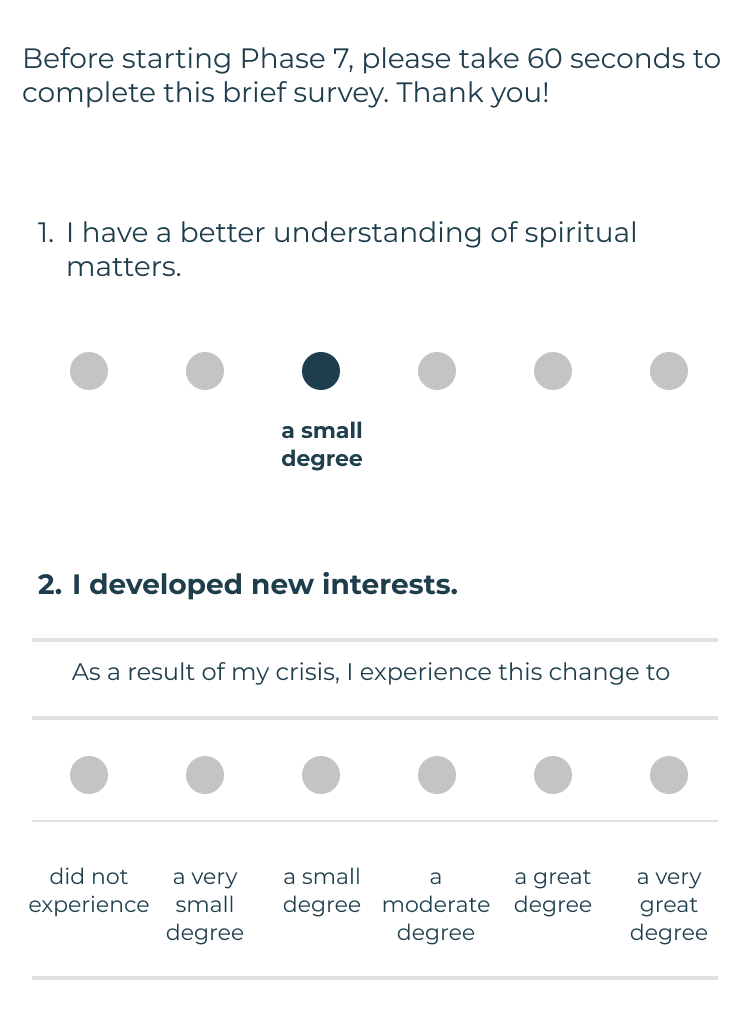 Before starting Phase 7, please take 60 seconds to
complete this brief survey. Thank you!
1. I have a better understanding of spiritual
matters.
a small
degree
2. I developed new interests.
As a result of my crisis, I experience this change to
did not
experience
a very
small
degree
a small
degree
a
moderate
degree
a great
degree
a very
great
degree